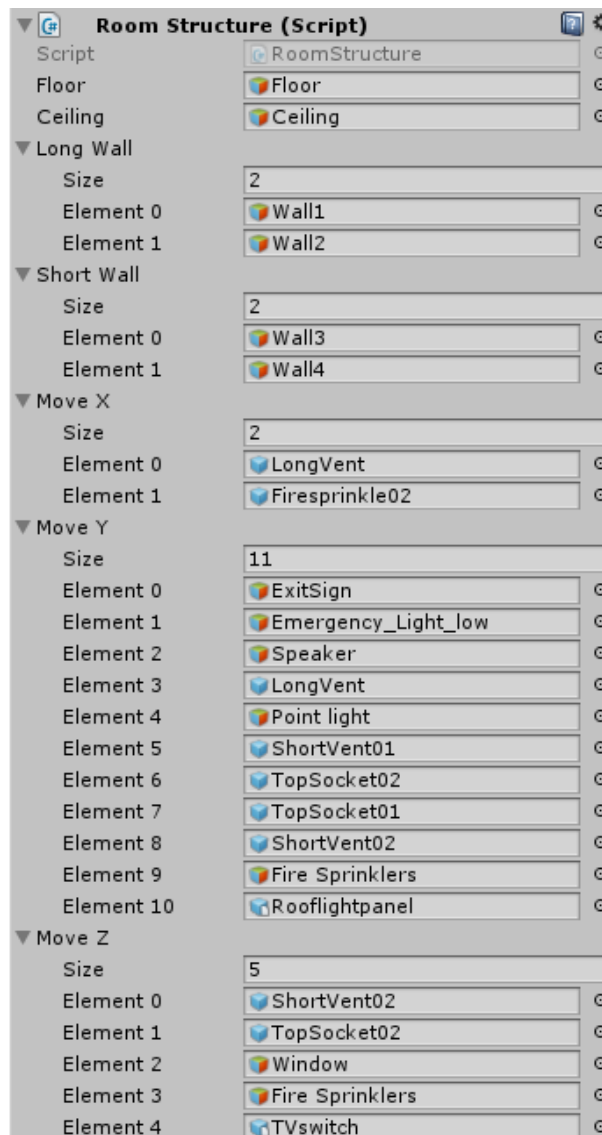 Room Structure (Script)
Script RoomStructure
Floor Floor
Ceiling Ceiling
Long Wall
Size 2
Element 0 Wall1
Element 1 Wall2
Short Wall
Size 2
Element 0 Wall3
Element 1 Wall4
Move X
Size 2
Element 0 LongVent
Element 1 Firesprinkle02
Move Y
Size 11
Element 0 ExitSign
Element 1 Emergency_Light_low
Element 2 Speaker
Element 3 LongVent
Element 4 Point light
Element 5 ShortVent01
Element 6 TopSocket02
Element 7 TopSocket01
Element 8 ShortVent02
Element 9 Fire Sprinklers
Element 10 Rooflightpanel
Move Z
Size 5
Element 0 ShortVent02
Element 1 TopSocket02
Element 2 Window
Element 3 Fire Sprinklers
Element 4 TVswitch